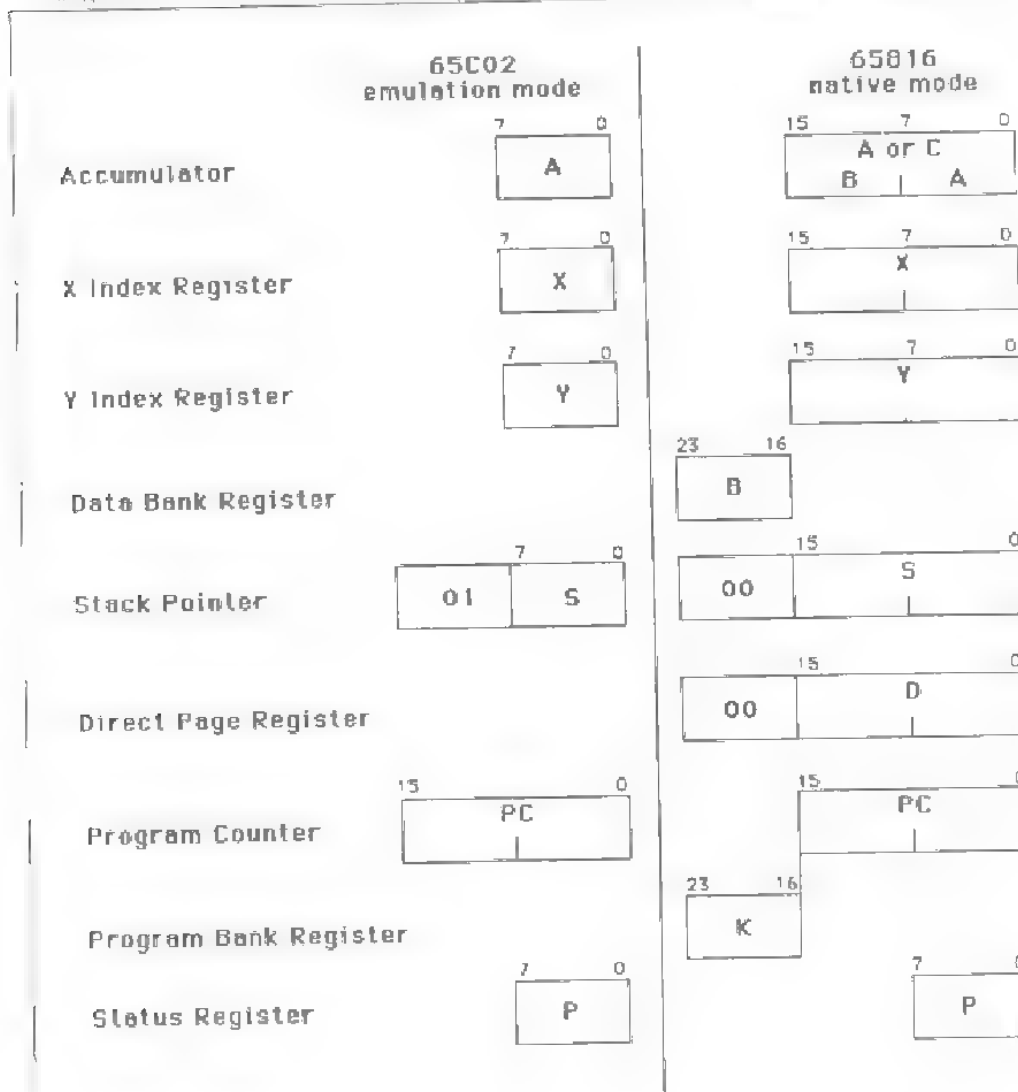 65C02
emulation mode
65816
native mode
7 0
15 7 0
Accumulator
A
A or C
B A
7 0
15 7 0
X Index Register
X
X
7 0
15 7 0
Y Index Register
Y
Y
23 16
Data Bank Register
B
7 0
15 0
Stack Pointer
01 S
00 S
15 0
Direct Page Register
00 D
15 0
15 0
Program Counter
PC
PC
23 16
Program Bank Register
K
7 0
7 0
Status Register
P
P